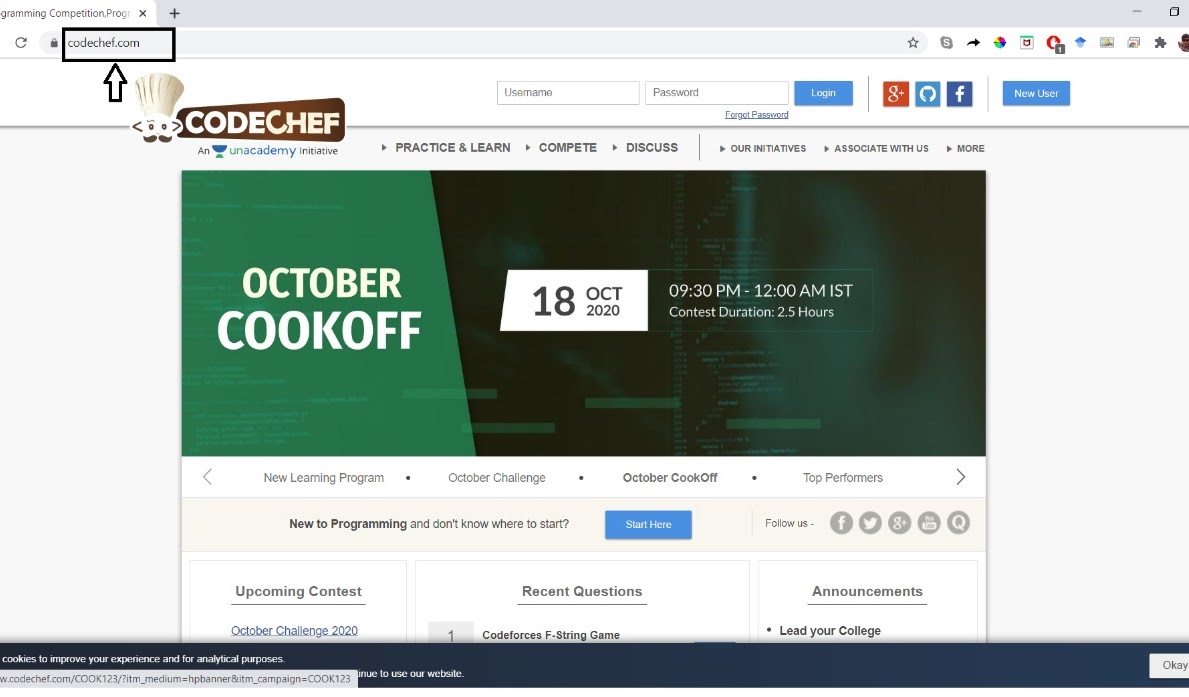 gramming Competition,Progr
codechef.com
1
Username
Password
Login
g+
f
New User
Forgot Password
CODECHEF
An unacademy Initiative
PRACTICE & LEARN
COMPETE
DISCUSS
OUR INITIATIVES
ASSOCIATE WITH US
MORE
OCTOBER
COOKOFF
18 OCT
2020
09:30 PM - 12:00 AM IST
Contest Duration: 2.5 Hours
New Learning Program • October Challenge • October CookOff • Top Performers
New to Programming and don't know where to start?
Start Here
Follow us -
Upcoming Contest
October Challenge 2020
Recent Questions
1 Codeforces F-String Game
Announcements
• Lead your College
cookies to improve your experience and for analytical purposes.
tinue to use our website.
Okay
w.codechef.com/COOK123/?itm_medium=hpbanner&itm_campaign=COOK123